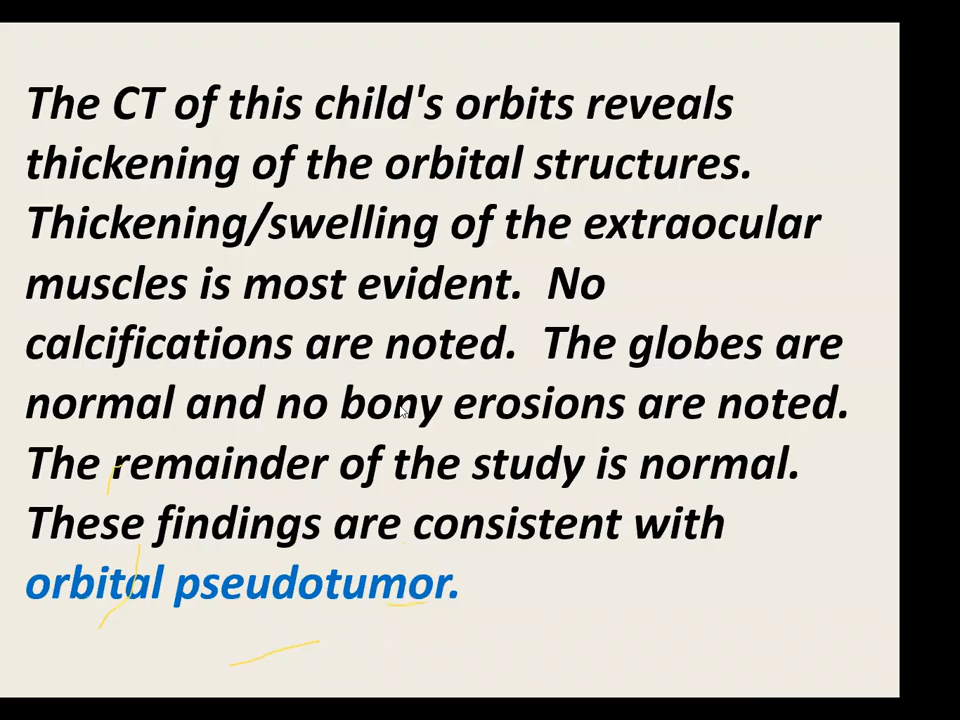 The CT of this child's orbits reveals
thickening of the orbital structures.
Thickening/swelling of the extraocular
muscles is most evident.  No
calcifications are noted.  The globes are
normal and no bony erosions are noted.
The remainder of the study is normal.
These findings are consistent with
orbital pseudotumor.